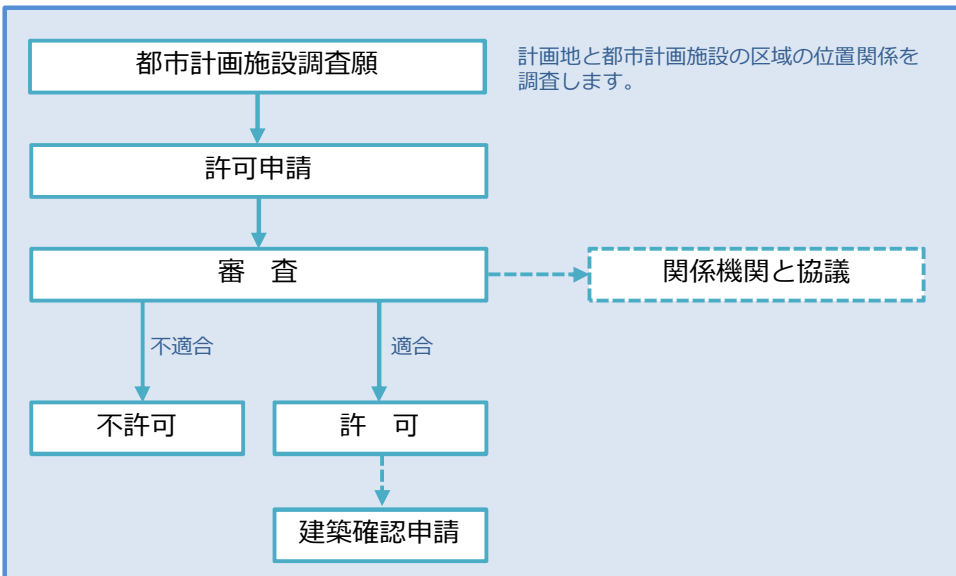 都市計画施設調査願
計画地と都市計画施設の区域の位置関係を
調査します。
許可申請
審　査
関係機関と協議
不適合
適合
不許可
許　可
建築確認申請